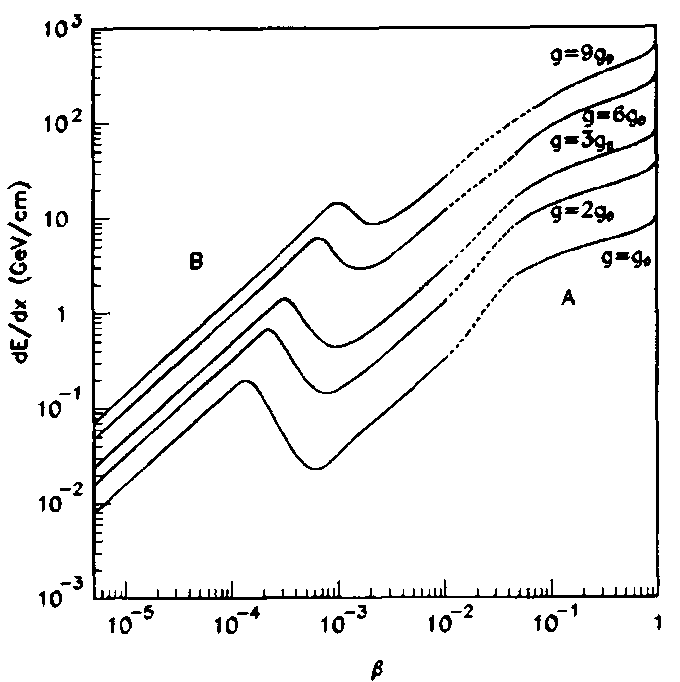 10³
10²
10
1
10⁻¹
10⁻²
10⁻³
dE/dx (GeV/cm)
g=9g₀
g=6g₀
g=3g₀
g=2g₀
g=g₀
B
A
10⁻⁵
10⁻⁴
10⁻³
10⁻²
10⁻¹
1
β